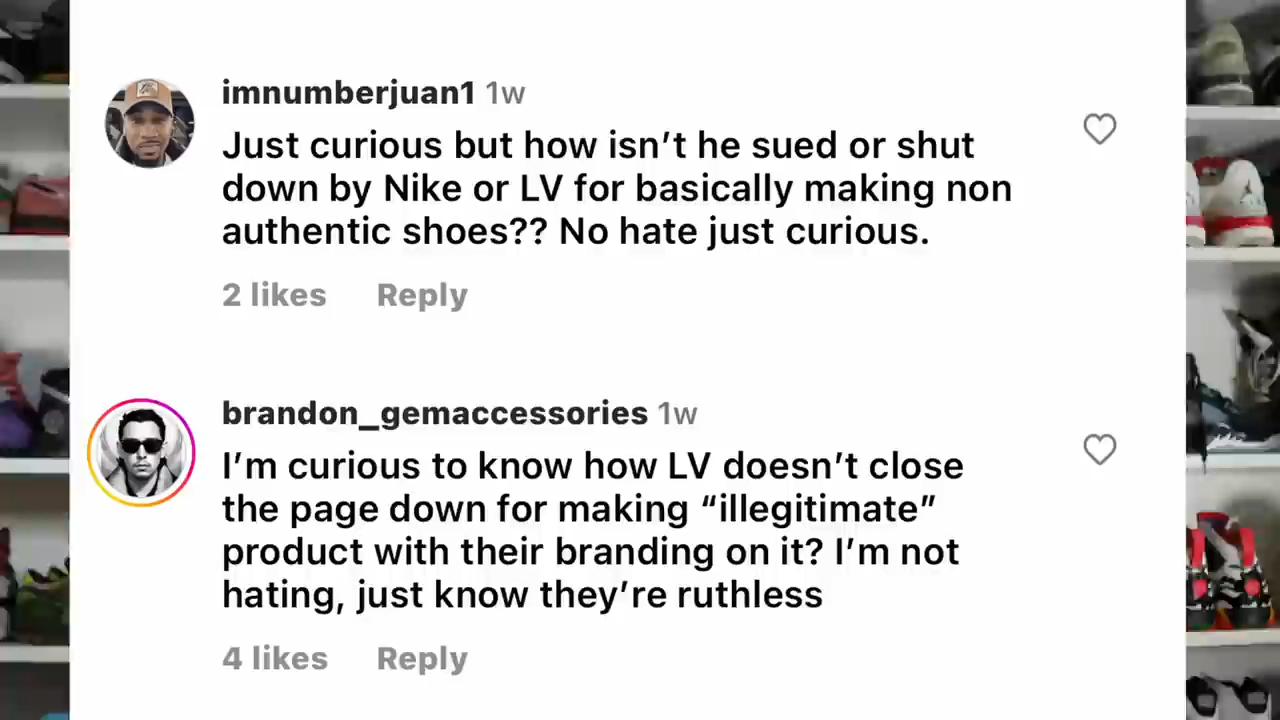 imnumberjuan1 1w
Just curious but how isn’t he sued or shut
down by Nike or LV for basically making non
authentic shoes?? No hate just curious.
2 likes Reply
brandon_gemaccessories 1w
I’m curious to know how LV doesn’t close
the page down for making “illegitimate”
product with their branding on it? I’m not
hating, just know they’re ruthless
4 likes Reply